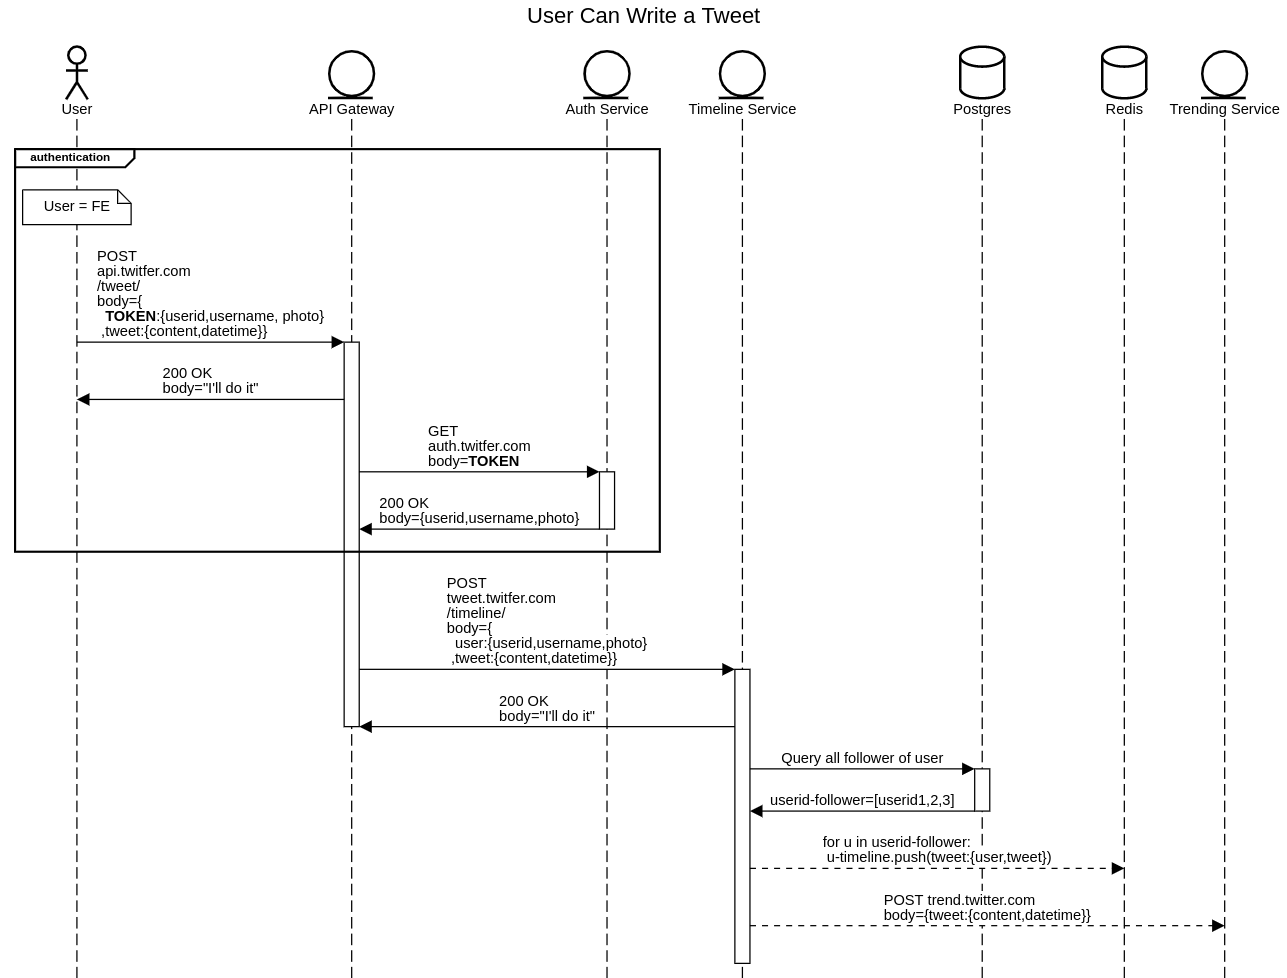 User Can Write a Tweet
User
API Gateway
Auth Service
Timeline Service
Postgres
Redis
Trending Service
authentication
User = FE
POST
api.twitfer.com
/tweet/
body={
TOKEN:{userid,username, photo}
,tweet:{content,datetime}}
200 OK
body="I'll do it"
GET
auth.twitfer.com
body=TOKEN
200 OK
body={userid,username,photo}
POST
tweet.twitfer.com
/timeline/
body={
user:{userid,username,photo}
,tweet:{content,datetime}}
200 OK
body="I'll do it"
Query all follower of user
userid-follower=[userid1,2,3]
for u in userid-follower:
u-timeline.push(tweet:{user,tweet})
POST trend.twitter.com
body={tweet:{content,datetime}}